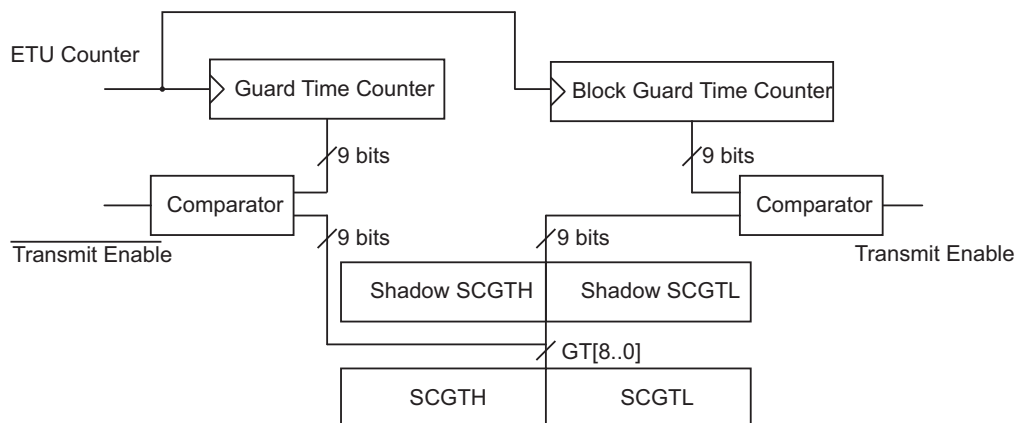 ETU Counter
Guard Time Counter
Block Guard Time Counter
9 bits
9 bits
Comparator
Comparator
Transmit Enable
9 bits
9 bits
Transmit Enable
Shadow SCGTH
Shadow SCGTL
GT[8..0]
SCGTH
SCGTL